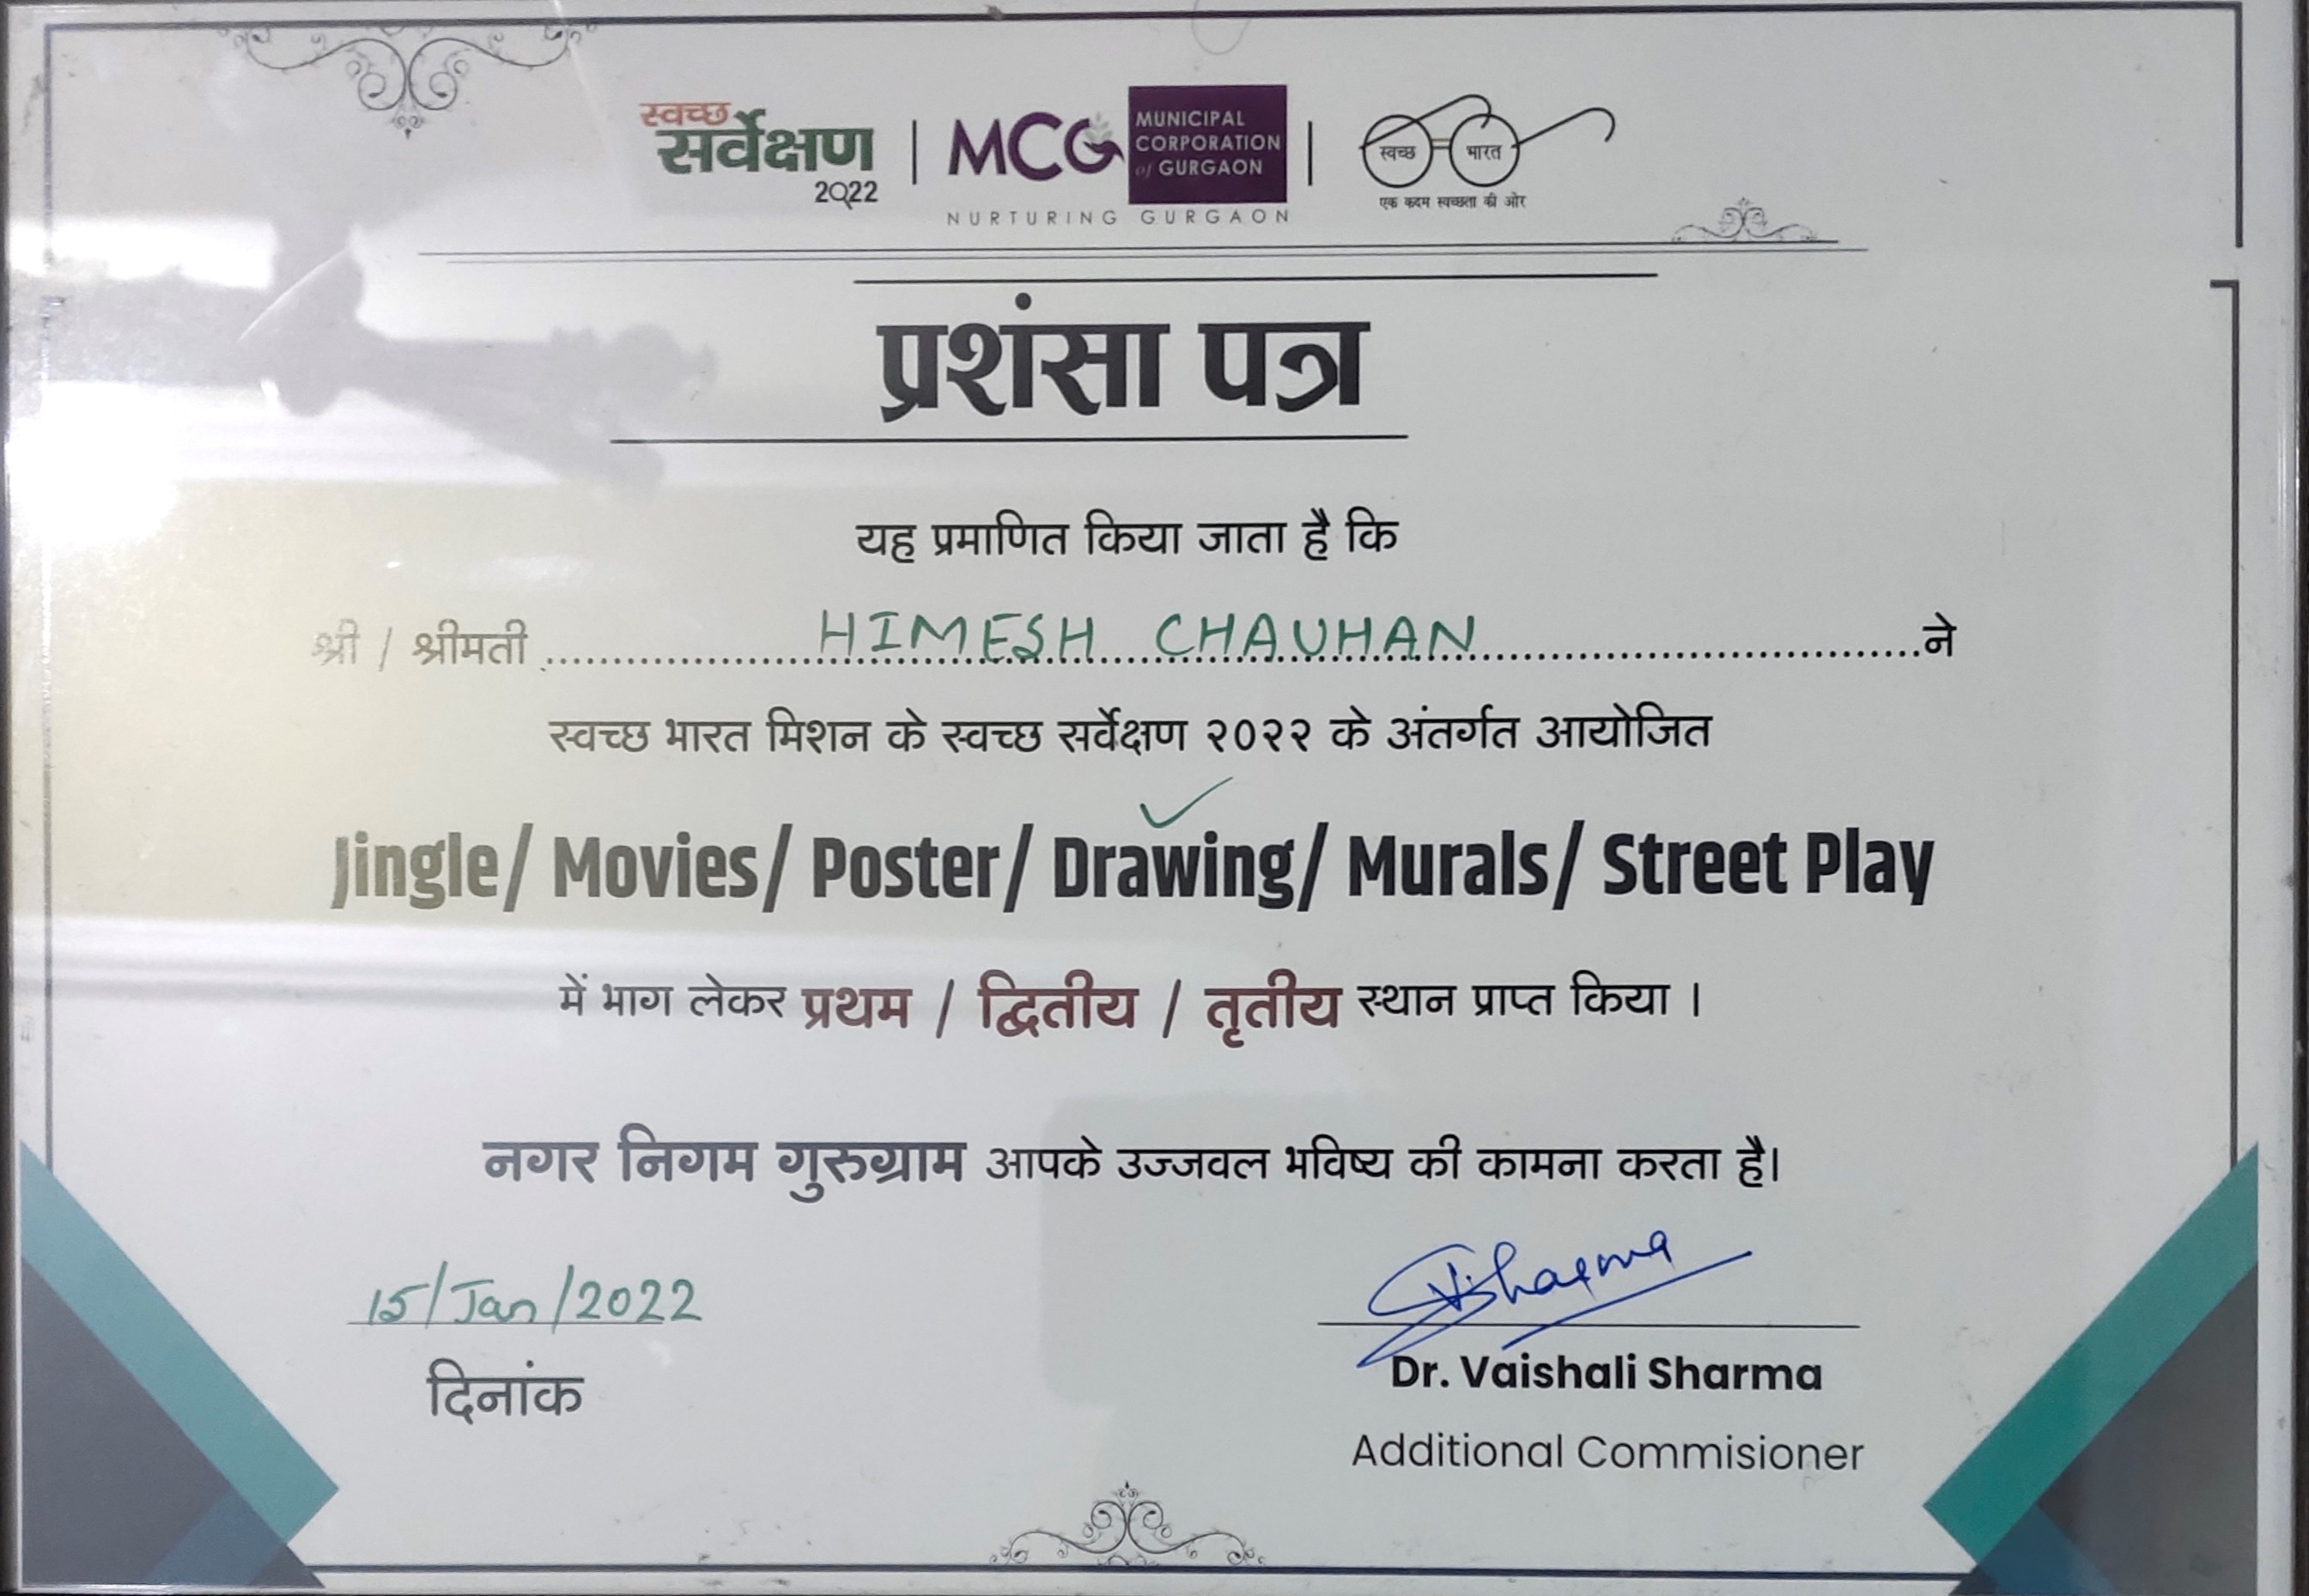 स्वच्छ
सर्वेक्षण
2022
MCG
MUNICIPAL
CORPORATION
of GURGAON
NURTURING GURGAON
स्वच्छ भारत
एक कदम स्वच्छता की ओर
प्रशंसा पत्र
यह प्रमाणित किया जाता है कि
श्री / श्रीमती HIMESH CHAUHAN ने
स्वच्छ भारत मिशन के स्वच्छ सर्वेक्षण २०२२ के अंतर्गत आयोजित
Jingle/ Movies/ Poster/ Drawing/ Murals/ Street Play
में भाग लेकर प्रथम / द्वितीय / तृतीय स्थान प्राप्त किया ।
नगर निगम गुरुग्राम आपके उज्जवल भविष्य की कामना करता है।
15/Jan/2022
दिनांक
VSharma
Dr. Vaishali Sharma
Additional Commisioner